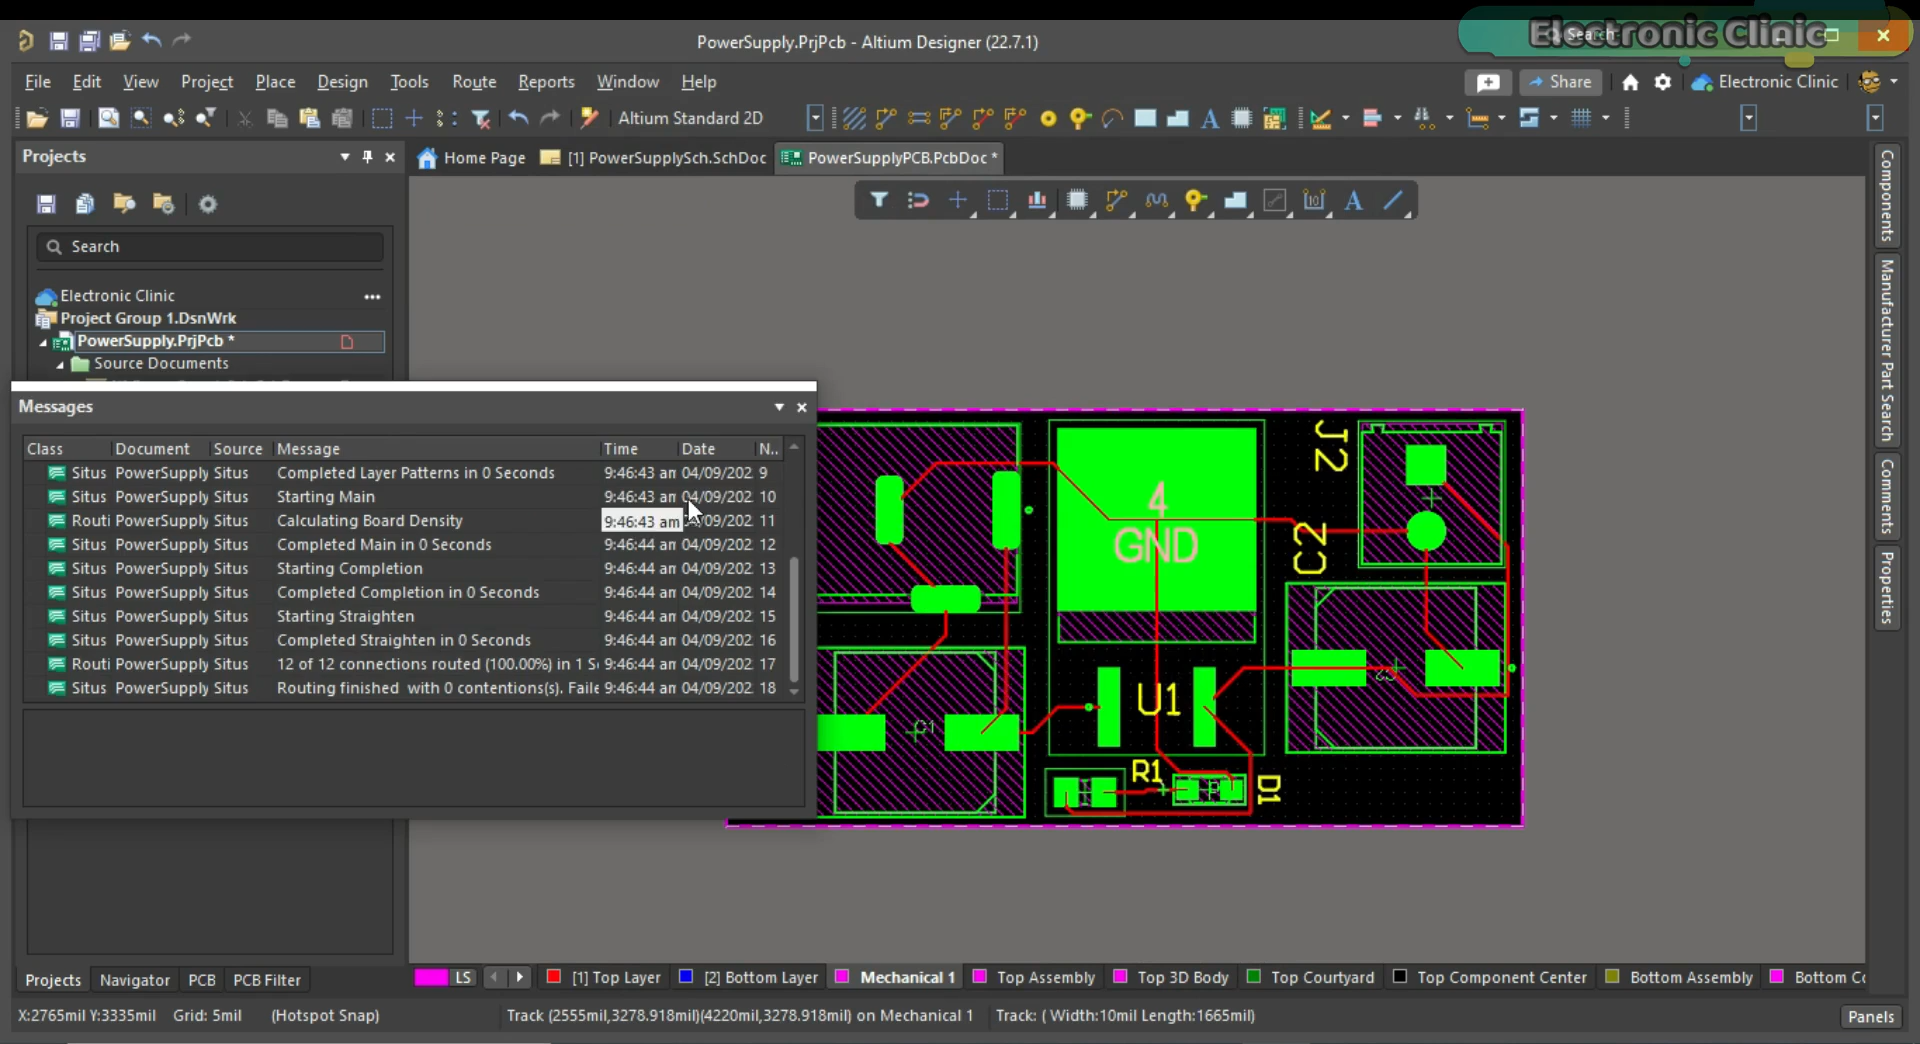 PowerSupply.PrjPcb - Altium Designer (22.7.1)
Electronic Clinic
File Edit View Project Place Design Tools Route Reports Window Help
Share
Electronic Clinic
Altium Standard 2D
Projects
Home Page
[1] PowerSupplySch.SchDoc
PowerSupplyPCB.PcbDoc *
Search
Electronic Clinic
Project Group 1.DsnWrk
PowerSupply.PrjPcb *
Source Documents
Messages
Class Document Source Message Time Date N..
Situs PowerSupply Situs Completed Layer Patterns in 0 Seconds 9:46:43 am 04/09/202 9
Situs PowerSupply Situs Starting Main 9:46:43 am 04/09/202 10
Routi PowerSupply Situs Calculating Board Density 9:46:43 am 04/09/202 11
Situs PowerSupply Situs Completed Main in 0 Seconds 9:46:44 am 04/09/202 12
Situs PowerSupply Situs Starting Completion 9:46:44 am 04/09/202 13
Situs PowerSupply Situs Completed Completion in 0 Seconds 9:46:44 am 04/09/202 14
Situs PowerSupply Situs Starting Straighten 9:46:44 am 04/09/202 15
Situs PowerSupply Situs Completed Straighten in 0 Seconds 9:46:44 am 04/09/202 16
Routi PowerSupply Situs 12 of 12 connections routed (100.00%) in 1 S 9:46:44 am 04/09/202 17
Situs PowerSupply Situs Routing finished with 0 contentions(s). Faile 9:46:44 am 04/09/202 18
J2
4
GND
C2
U1
C1
R1
D1
Components
Manufacturer Part Search
Comments
Properties
Projects Navigator PCB PCB Filter
LS
[1] Top Layer
[2] Bottom Layer
Mechanical 1
Top Assembly
Top 3D Body
Top Courtyard
Top Component Center
Bottom Assembly
Bottom Co
X:2765mil Y:3335mil Grid: 5mil (Hotspot Snap)
Track (2555mil,3278.918mil)(4220mil,3278.918mil) on Mechanical 1
Track: ( Width:10mil Length:1665mil)
Panels